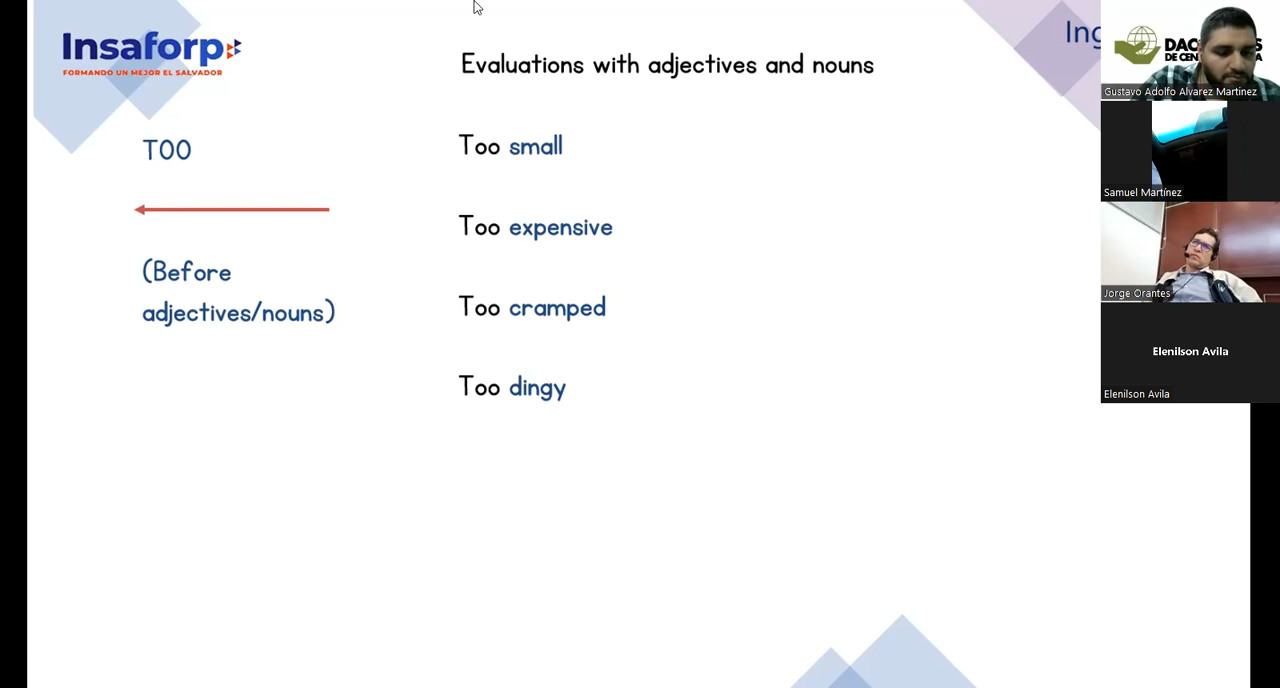 Insaforp
FORMANDO UN MEJOR EL SALVADOR
Evaluations with adjectives and nouns
TOO
(Before
adjectives/nouns)
Too small
Too expensive
Too cramped
Too dingy
Gustavo Adolfo Alvarez Martinez
Samuel Martínez
Jorge Orantes
Elenilson Avila
Elenilson Avila